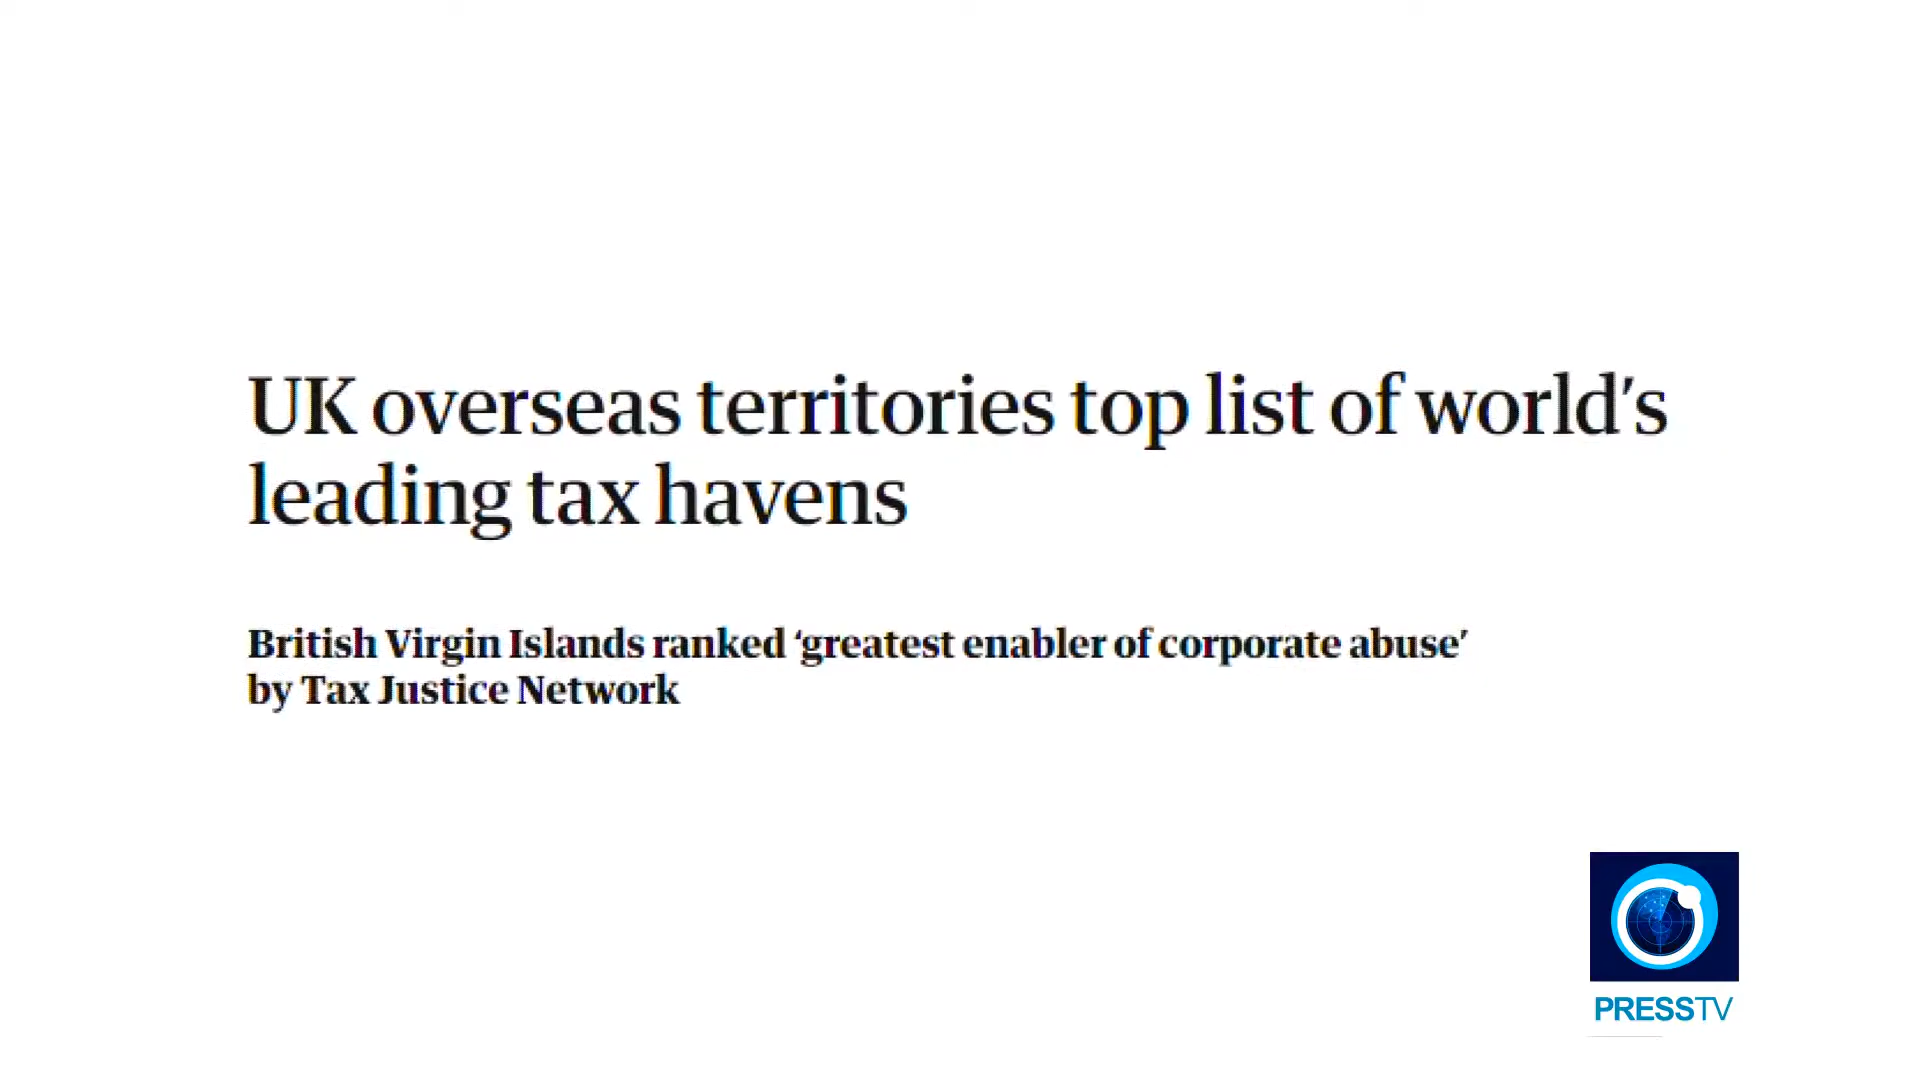 UK overseas territories top list of world's
leading tax havens
British Virgin Islands ranked ‘greatest enabler of corporate abuse’
by Tax Justice Network
PRESSTV